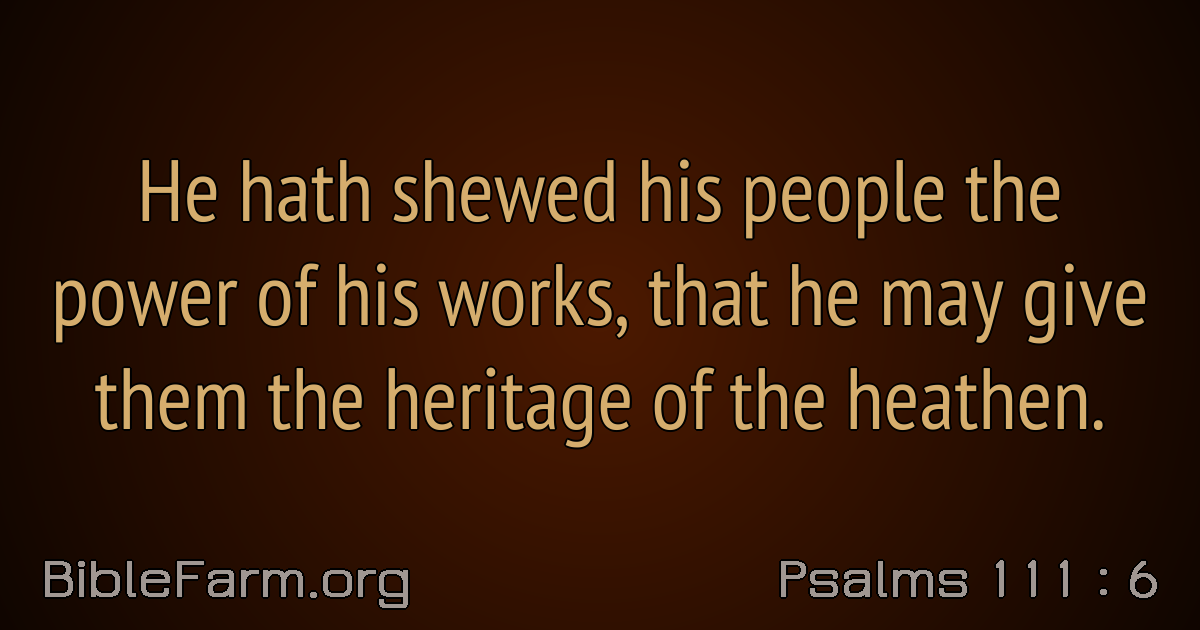 He hath shewed his people the
power of his works, that he may give
them the heritage of the heathen.
BibleFarm.org
Psalms 111 : 6